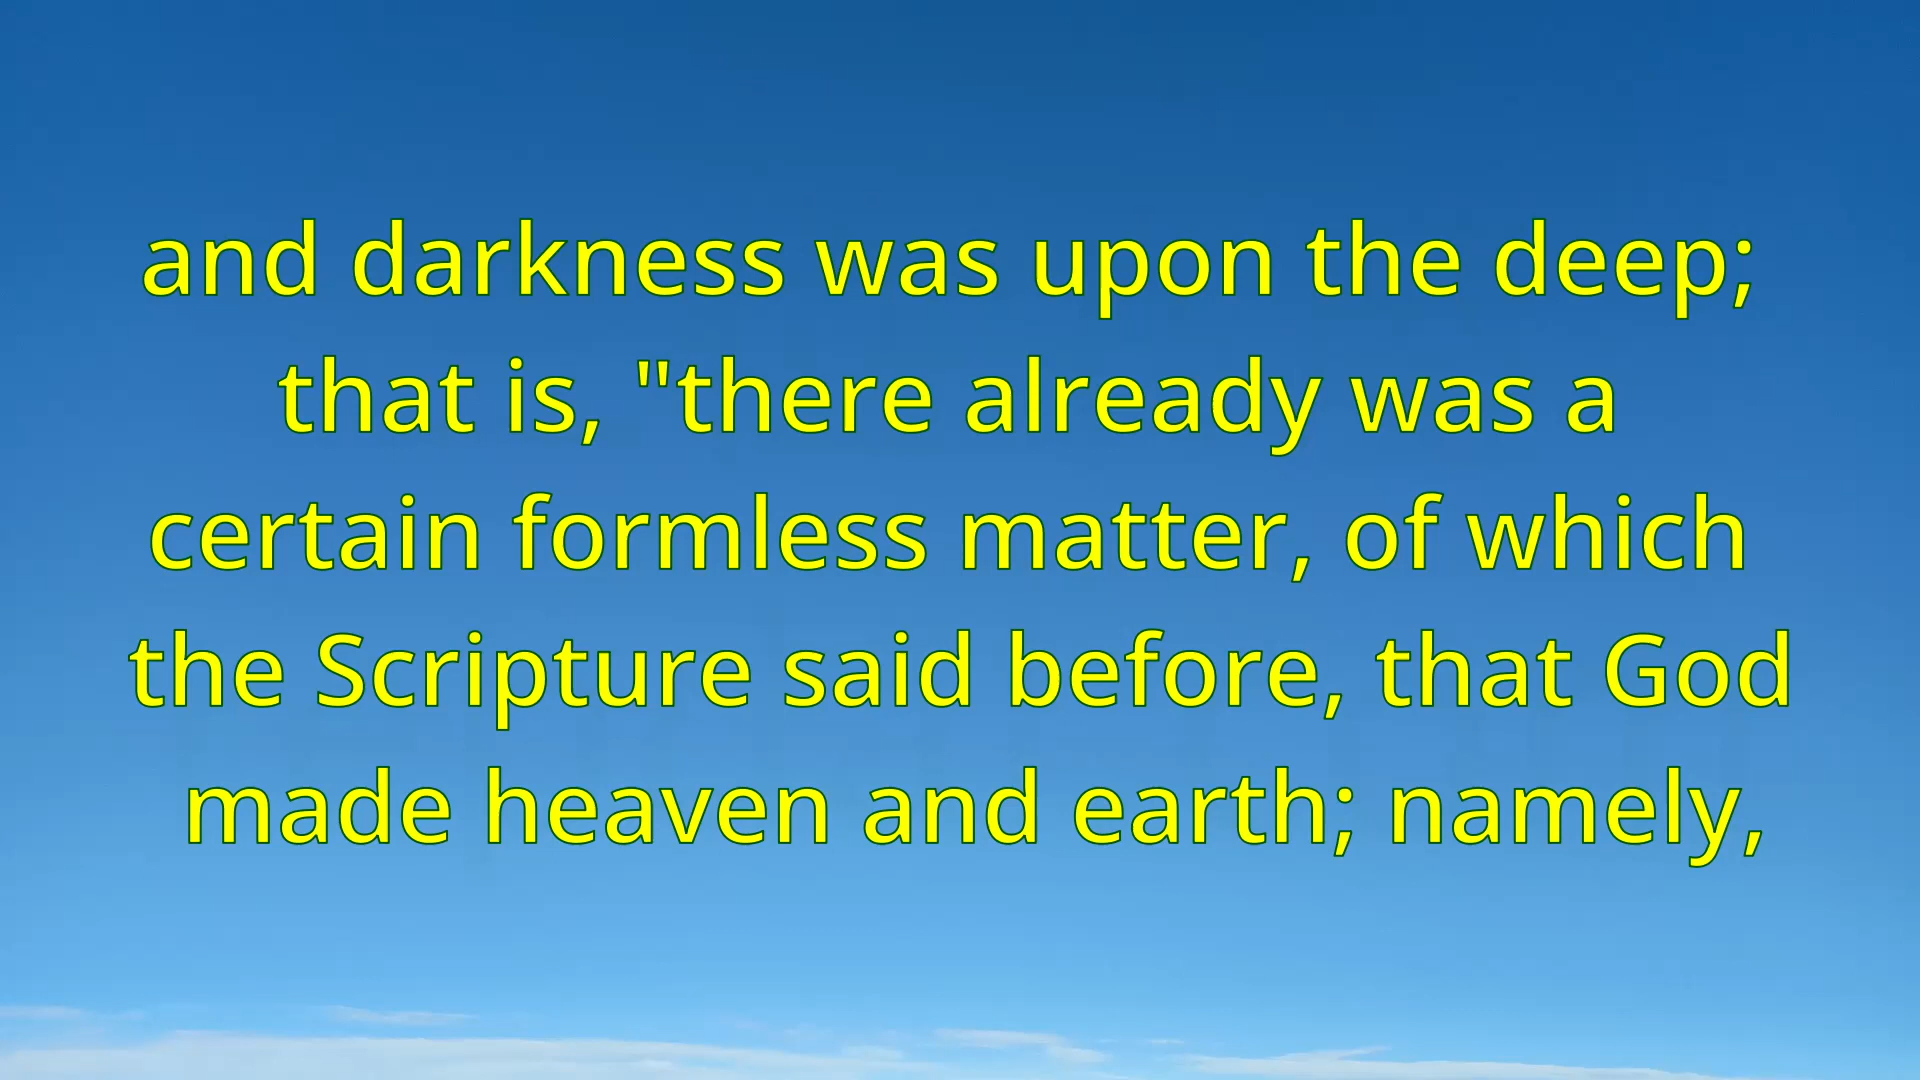 and darkness was upon the deep;
that is, "there already was a
certain formless matter, of which
the Scripture said before, that God
made heaven and earth; namely,